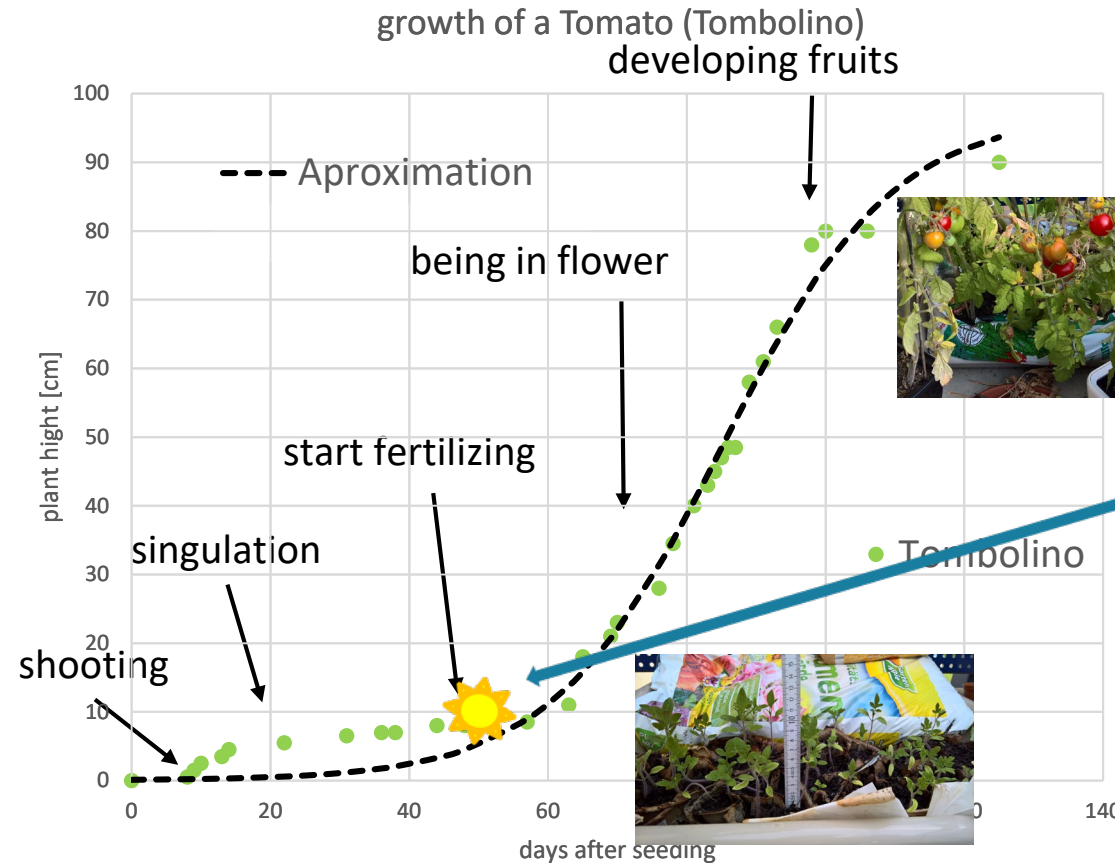 growth of a Tomato (Tombolino)
developing fruits
100
Aproximation
90
80
being in flower
70
60
plant hight [cm]
50
start fertilizing
40
singulation
Tombolino
30
20
shooting
10
0
0
20
40
60
140
days after seeding